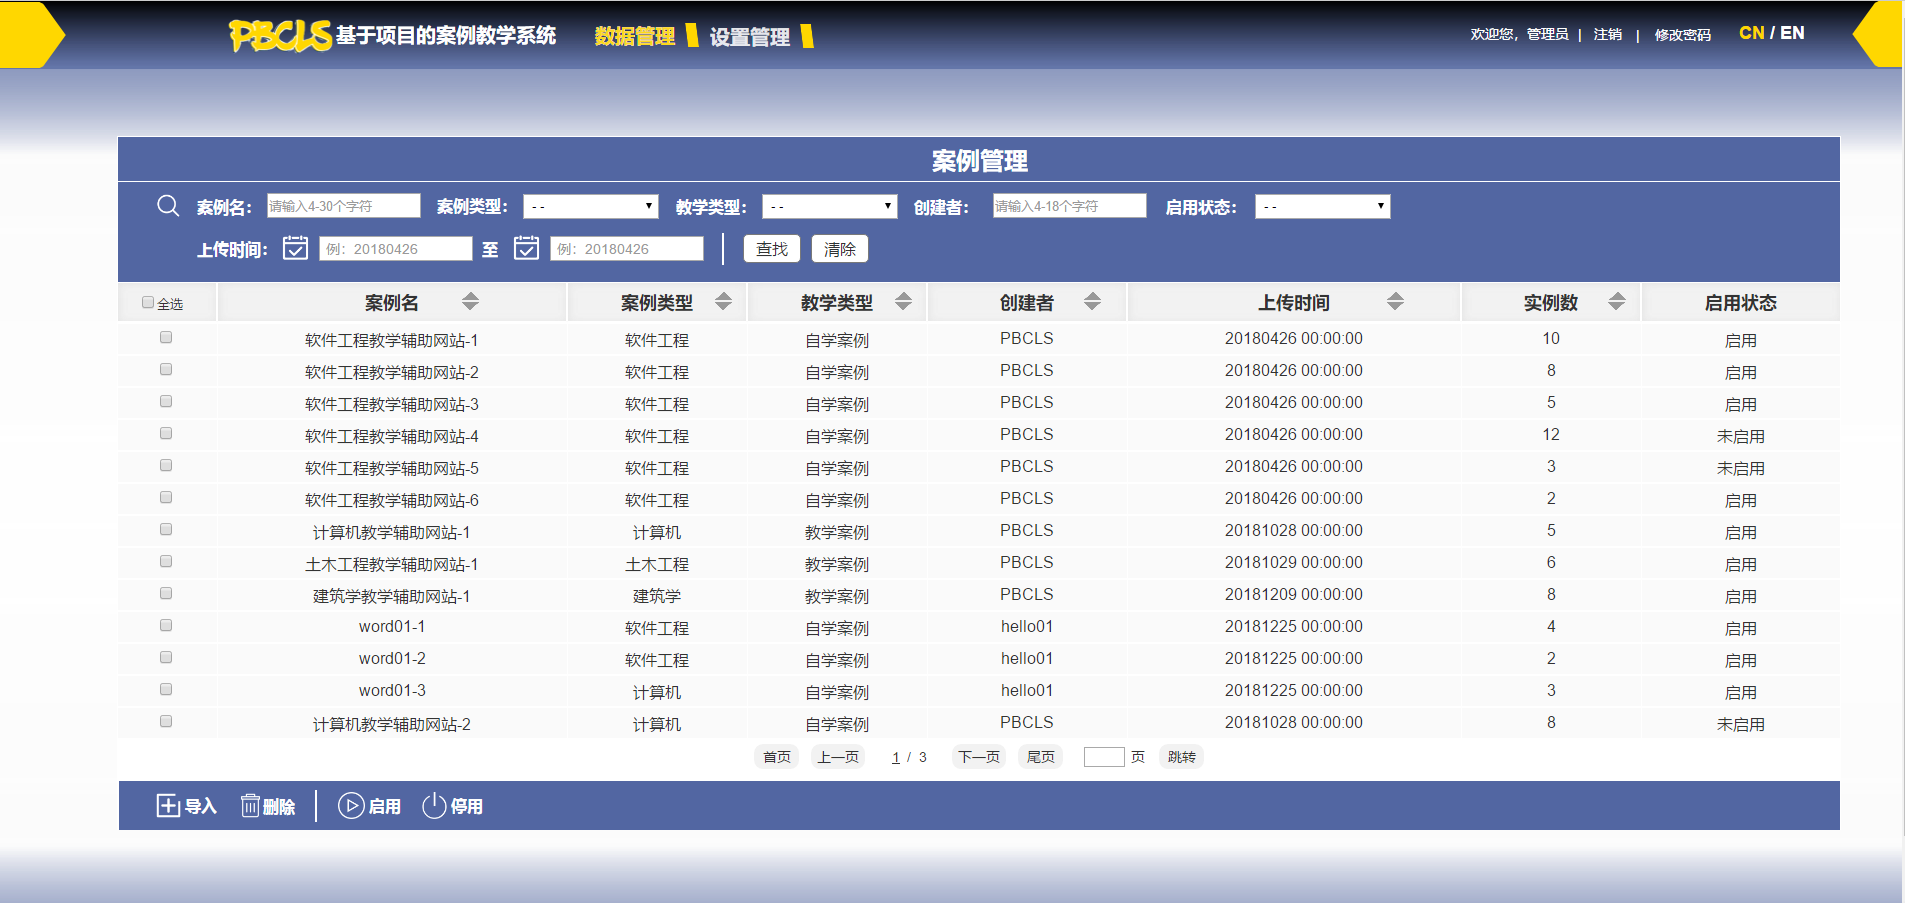 PBCLS 基于项目的案例教学系统 数据管理 设置管理 欢迎您，管理员 | 注销 | 修改密码 CN / EN
案例管理
案例名： 请输入4-30个字符 案例类型： - - 教学类型： - - 创建者： 请输入4-18个字符 启用状态： - -
上传时间： 例：20180426 至 例：20180426 查找 清除
全选 案例名 案例类型 教学类型 创建者 上传时间 实例数 启用状态
软件工程教学辅助网站-1 软件工程 自学案例 PBCLS 20180426 00:00:00 10 启用
软件工程教学辅助网站-2 软件工程 自学案例 PBCLS 20180426 00:00:00 8 启用
软件工程教学辅助网站-3 软件工程 自学案例 PBCLS 20180426 00:00:00 5 启用
软件工程教学辅助网站-4 软件工程 自学案例 PBCLS 20180426 00:00:00 12 未启用
软件工程教学辅助网站-5 软件工程 自学案例 PBCLS 20180426 00:00:00 3 未启用
软件工程教学辅助网站-6 软件工程 自学案例 PBCLS 20180426 00:00:00 2 启用
计算机教学辅助网站-1 计算机 教学案例 PBCLS 20181028 00:00:00 5 启用
土木工程教学辅助网站-1 土木工程 教学案例 PBCLS 20181029 00:00:00 6 启用
建筑学教学辅助网站-1 建筑学 教学案例 PBCLS 20181209 00:00:00 8 启用
word01-1 软件工程 自学案例 hello01 20181225 00:00:00 4 启用
word01-2 软件工程 自学案例 hello01 20181225 00:00:00 2 启用
word01-3 计算机 自学案例 hello01 20181225 00:00:00 3 启用
计算机教学辅助网站-2 计算机 自学案例 PBCLS 20181028 00:00:00 8 未启用
首页 上一页 1 / 3 下一页 尾页 页 跳转
导入 删除 启用 停用